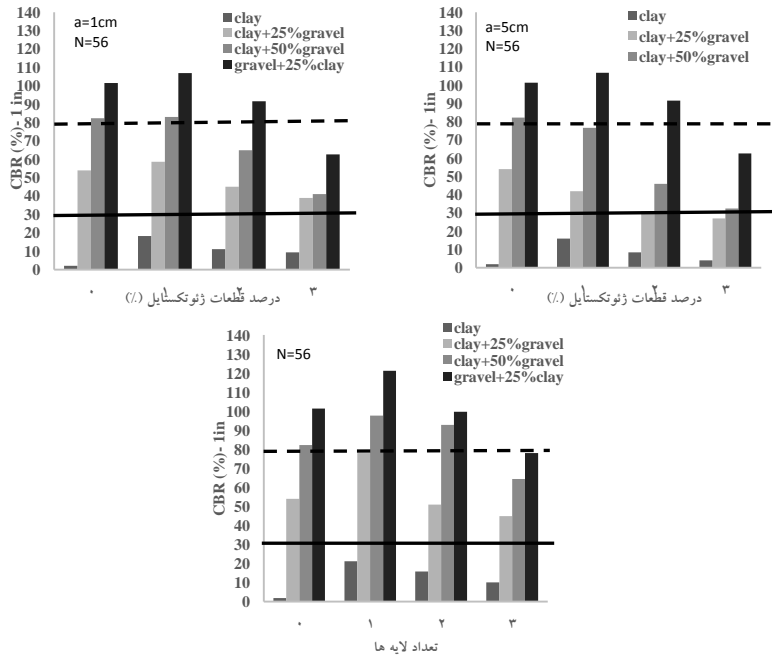 a=1cm
N=56
clay
clay+25%gravel
clay+50%gravel
gravel+25%clay
CBR (%)- 1 in
140
130
120
110
100
90
80
70
60
50
40
30
20
10
0
۰ ۱ ۲ ۳
درصد قطعات ژئوتکستایل (٪)
a=5cm
N=56
clay
clay+25%gravel
clay+50%gravel
CBR (%)- 1in
140
130
120
110
100
90
80
70
60
50
40
30
20
10
0
۰ ۱ ۲ ۳
درصد قطعات ژئوتکستایل (٪)
N=56
clay
clay+25%gravel
clay+50%gravel
gravel+25%clay
CBR (%)- 1in
140
130
120
110
100
90
80
70
60
50
40
30
20
10
0
۰ ۱ ۲ ۳
تعداد لایه ها